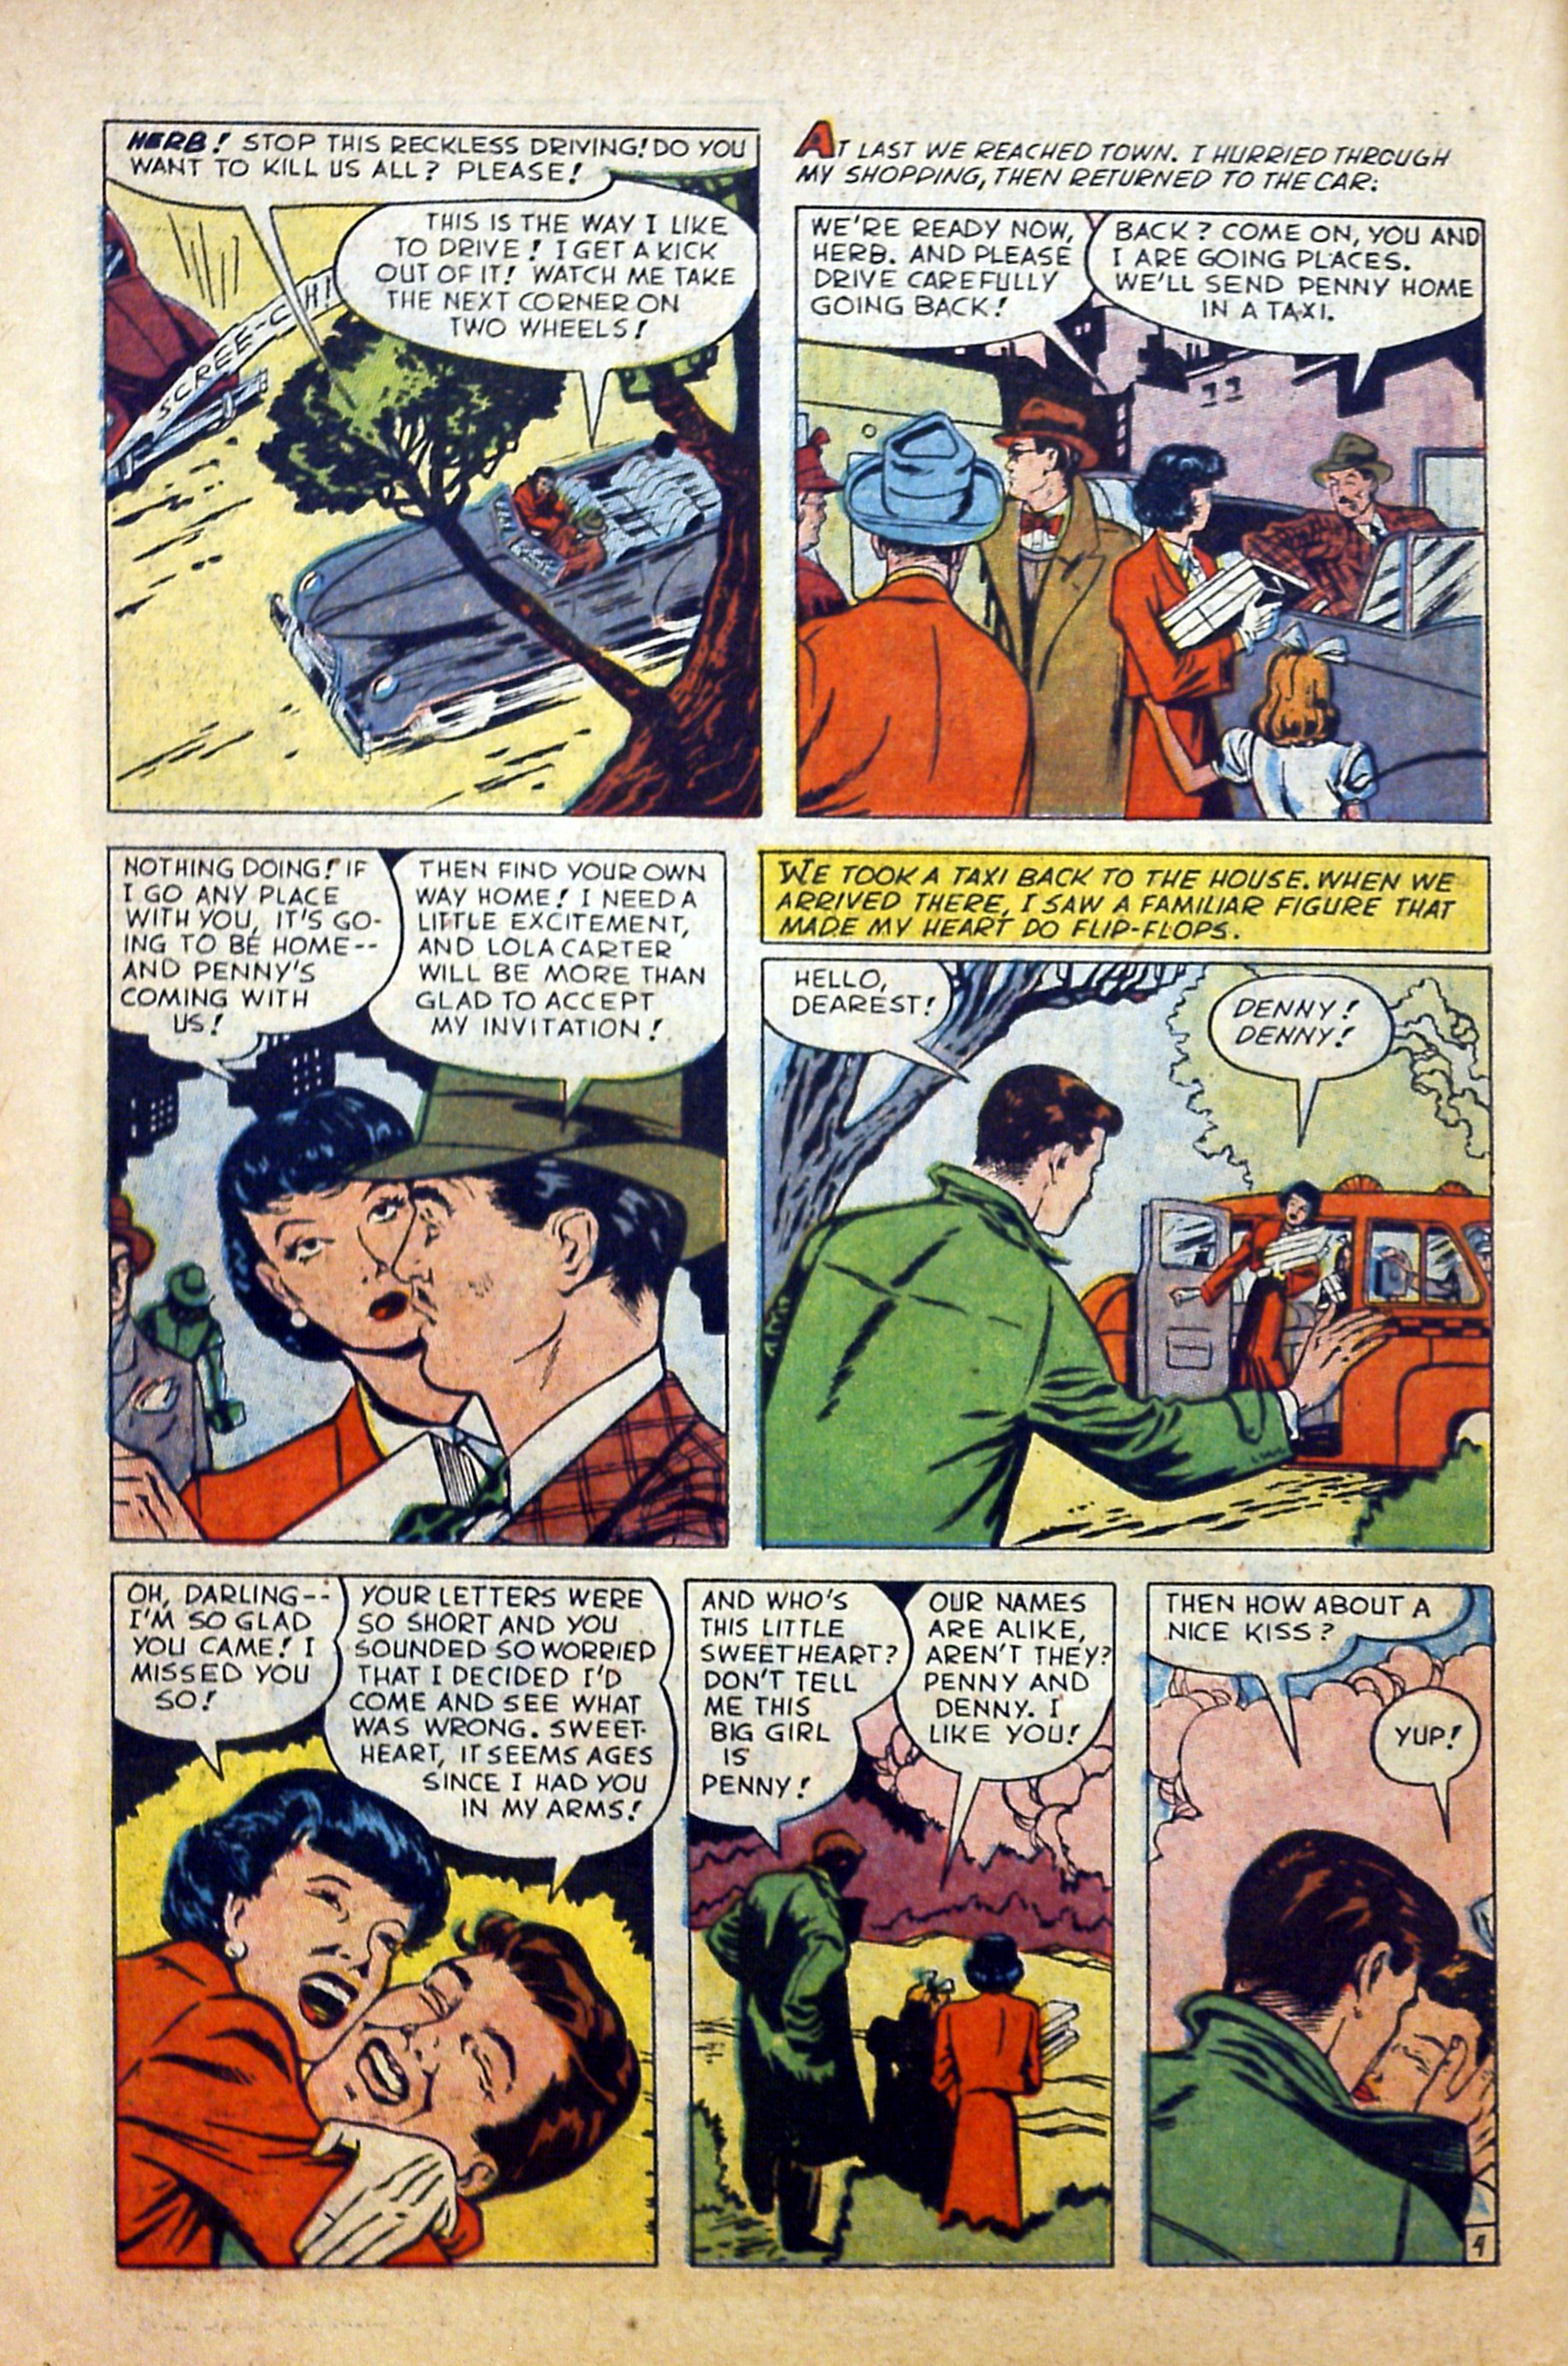 HERB! STOP THIS RECKLESS DRIVING! DO YOU
WANT TO KILL US ALL? PLEASE!
THIS IS THE WAY I LIKE
TO DRIVE! I GET A KICK
OUT OF IT! WATCH ME TAKE
THE NEXT CORNER ON
TWO WHEELS!
SCREE-CH!
AT LAST WE REACHED TOWN. I HURRIED THROUGH
MY SHOPPING, THEN RETURNED TO THE CAR:
WE'RE READY NOW,
HERB. AND PLEASE
DRIVE CAREFULLY
GOING BACK!
BACK? COME ON, YOU AND
I ARE GOING PLACES.
WE'LL SEND PENNY HOME
IN A TAXI.
NOTHING DOING! IF
I GO ANY PLACE
WITH YOU, IT'S GO-
ING TO BE HOME--
AND PENNY'S
COMING WITH
US!
THEN FIND YOUR OWN
WAY HOME! I NEED A
LITTLE EXCITEMENT,
AND LOLA CARTER
WILL BE MORE THAN
GLAD TO ACCEPT
MY INVITATION!
WE TOOK A TAXI BACK TO THE HOUSE. WHEN WE
ARRIVED THERE, I SAW A FAMILIAR FIGURE THAT
MADE MY HEART DO FLIP-FLOPS.
HELLO,
DEAREST!
DENNY!
DENNY!
OH, DARLING--
I'M SO GLAD
YOU CAME! I
MISSED YOU
SO!
YOUR LETTERS WERE
SO SHORT AND YOU
SOUNDED SO WORRIED
THAT I DECIDED I'D
COME AND SEE WHAT
WAS WRONG. SWEET-
HEART, IT SEEMS AGES
SINCE I HAD YOU
IN MY ARMS!
AND WHO'S
THIS LITTLE
SWEETHEART?
DON'T TELL
ME THIS
BIG GIRL
IS
PENNY!
OUR NAMES
ARE ALIKE,
AREN'T THEY?
PENNY AND
DENNY. I
LIKE YOU!
THEN HOW ABOUT A
NICE KISS?
YUP!
4